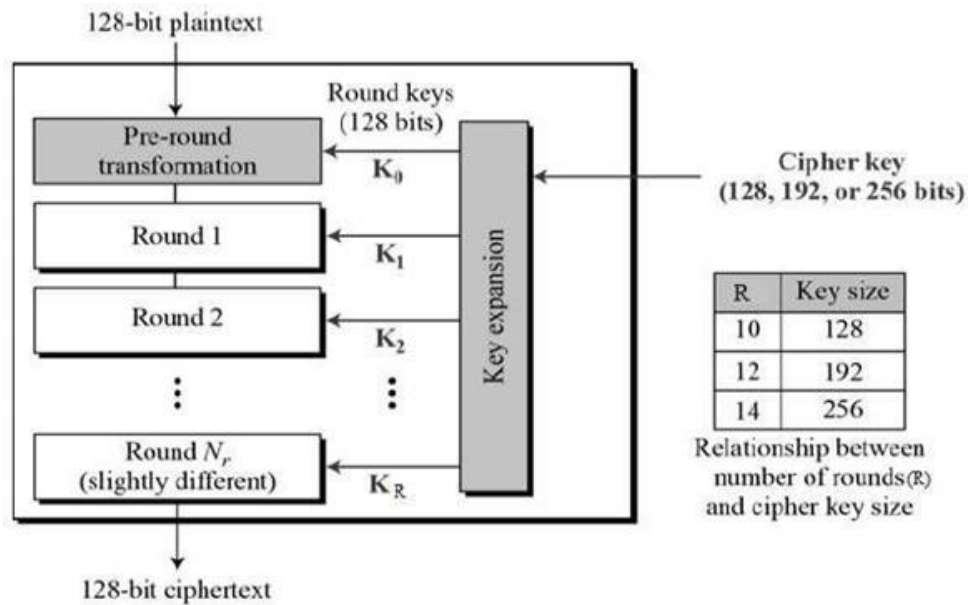 128-bit plaintext
Round keys
(128 bits)
Pre-round
transformation
K0
Cipher key
(128, 192, or 256 bits)
Round 1
K1
Round 2
K2
Key expansion
R Key size
10 128
12 192
14 256
Relationship between
number of rounds(R)
and cipher key size
Round Nr
(slightly different)
KR
128-bit ciphertext